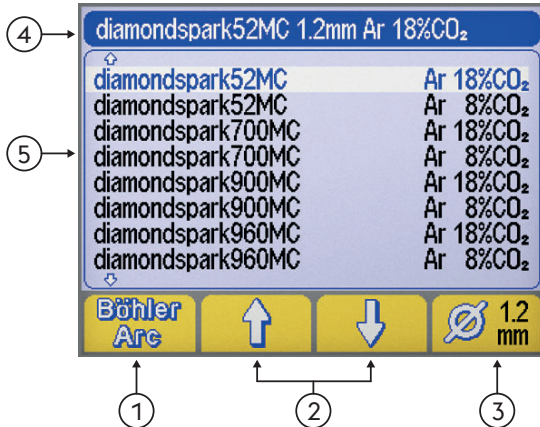 ④
diamondspark52MC 1.2mm Ar 18%CO₂
⑤
diamondspark52MC Ar 18%CO₂
diamondspark52MC Ar 8%CO₂
diamondspark700MC Ar 18%CO₂
diamondspark700MC Ar 8%CO₂
diamondspark900MC Ar 18%CO₂
diamondspark900MC Ar 8%CO₂
diamondspark960MC Ar 18%CO₂
diamondspark960MC Ar 8%CO₂
Böhler
Arc
1.2
mm
① ② ③